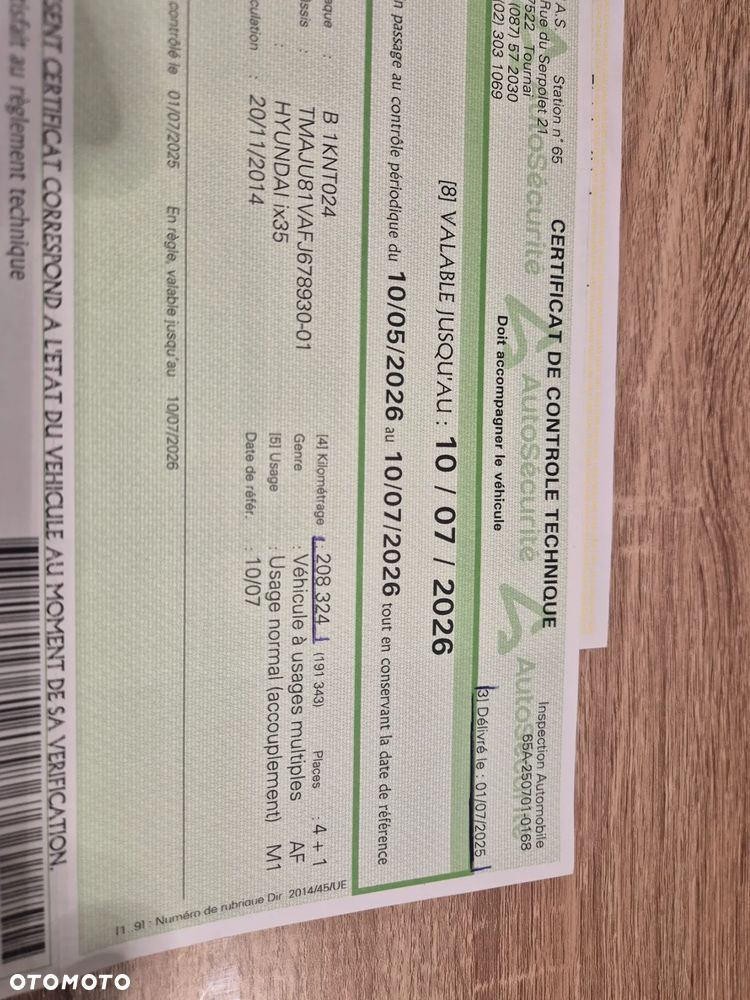 A.S. Station n° 65
Rue du Serpolet 21
7522 Tournai
(087) 57 2030
(02) 303 1069
CERTIFICAT DE CONTROLE TECHNIQUE
Inspection Automobile
65A-250701-0168
AutoSécurité AutoSécurité AutoSécurité
Doit accompagner le véhicule
[3] Délivré le : 01/07/2025
[8] VALABLE JUSQU'AU : 10 / 07 / 2026
passage au contrôle périodique du 10/05/2026 au 10/07/2026 tout en conservant la date de référence
: B 1KNT024
: TMAJU81VAFJ678930-01
: HYUNDAI ix35
: 20/11/2014
[4] Kilométrage : 208 324 (191 343) Places : 4 + 1
Genre : Véhicule à usages multiples AF
[5] Usage : Usage normal (accouplement) M1
Date de référ. : 10/07
contrôlé le 01/07/2025 En règle, valable jusqu'au 10/07/2026
[1..9] : Numéro de rubrique Dir 2014/45/UE
CERTIFICAT CORRESPOND A L'ETAT DU VEHICULE AU MOMENT DE SA VERIFICATION.
au règlement technique
OTOMOTO